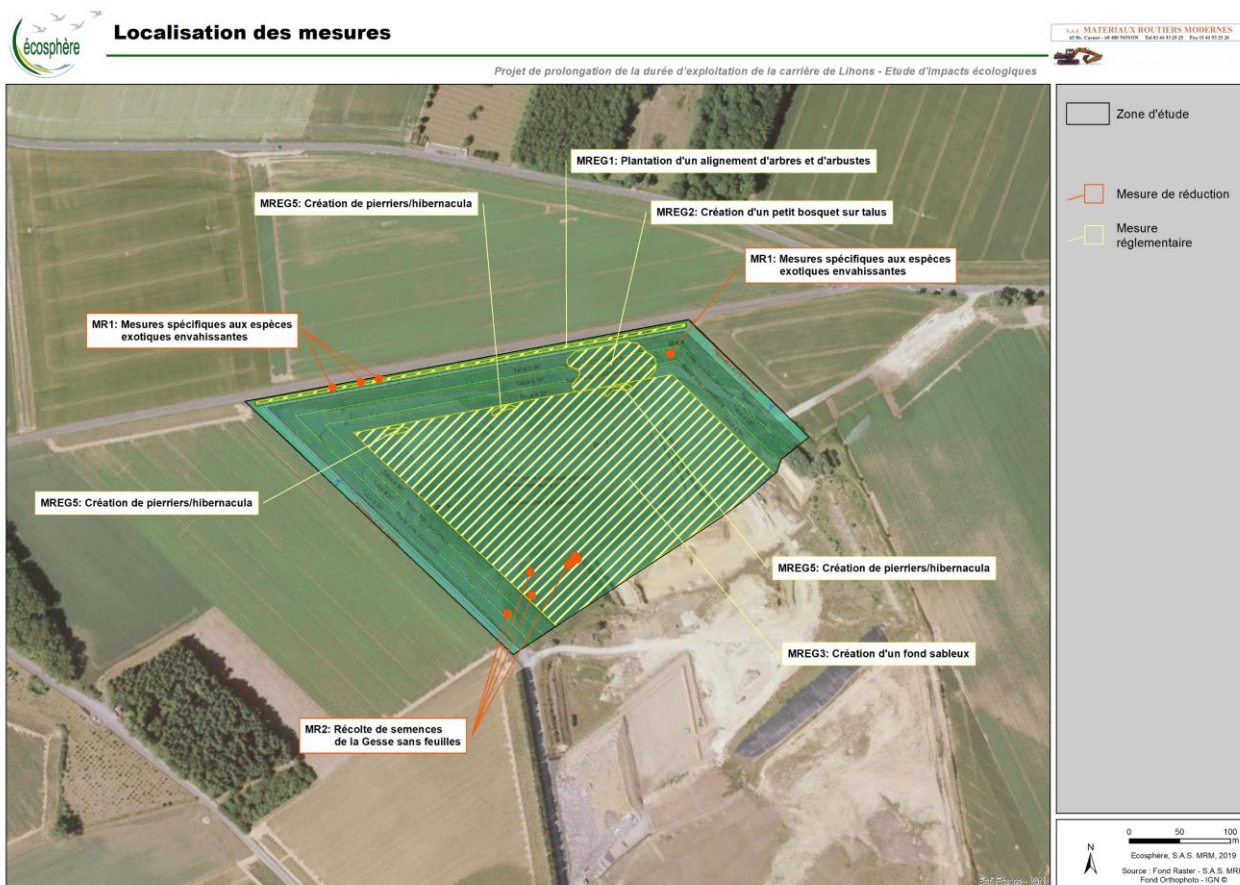 écosphère
Localisation des mesures
S.A.S. MATERIAUX ROUTIERS MODERNES
Projet de prolongation de la durée d'exploitation de la carrière de Lihons - Etude d'impacts écologiques
Zone d'étude
Mesure de réduction
Mesure
réglementaire
MREG1: Plantation d'un alignement d'arbres et d'arbustes
MREG5: Création de pierriers/hibernacula
MREG2: Création d'un petit bosquet sur talus
MR1: Mesures spécifiques aux espèces
exotiques envahissantes
MR1: Mesures spécifiques aux espèces
exotiques envahissantes
MREG5: Création de pierriers/hibernacula
MREG5: Création de pierriers/hibernacula
MREG3: Création d'un fond sableux
MR2: Récolte de semences
de la Gesse sans feuilles
N
0 50 100
m
Ecosphère, S.A.S. MRM, 2019
Source : Fond Raster - S.A.S. MRM
Fond Orthophoto - IGN ©